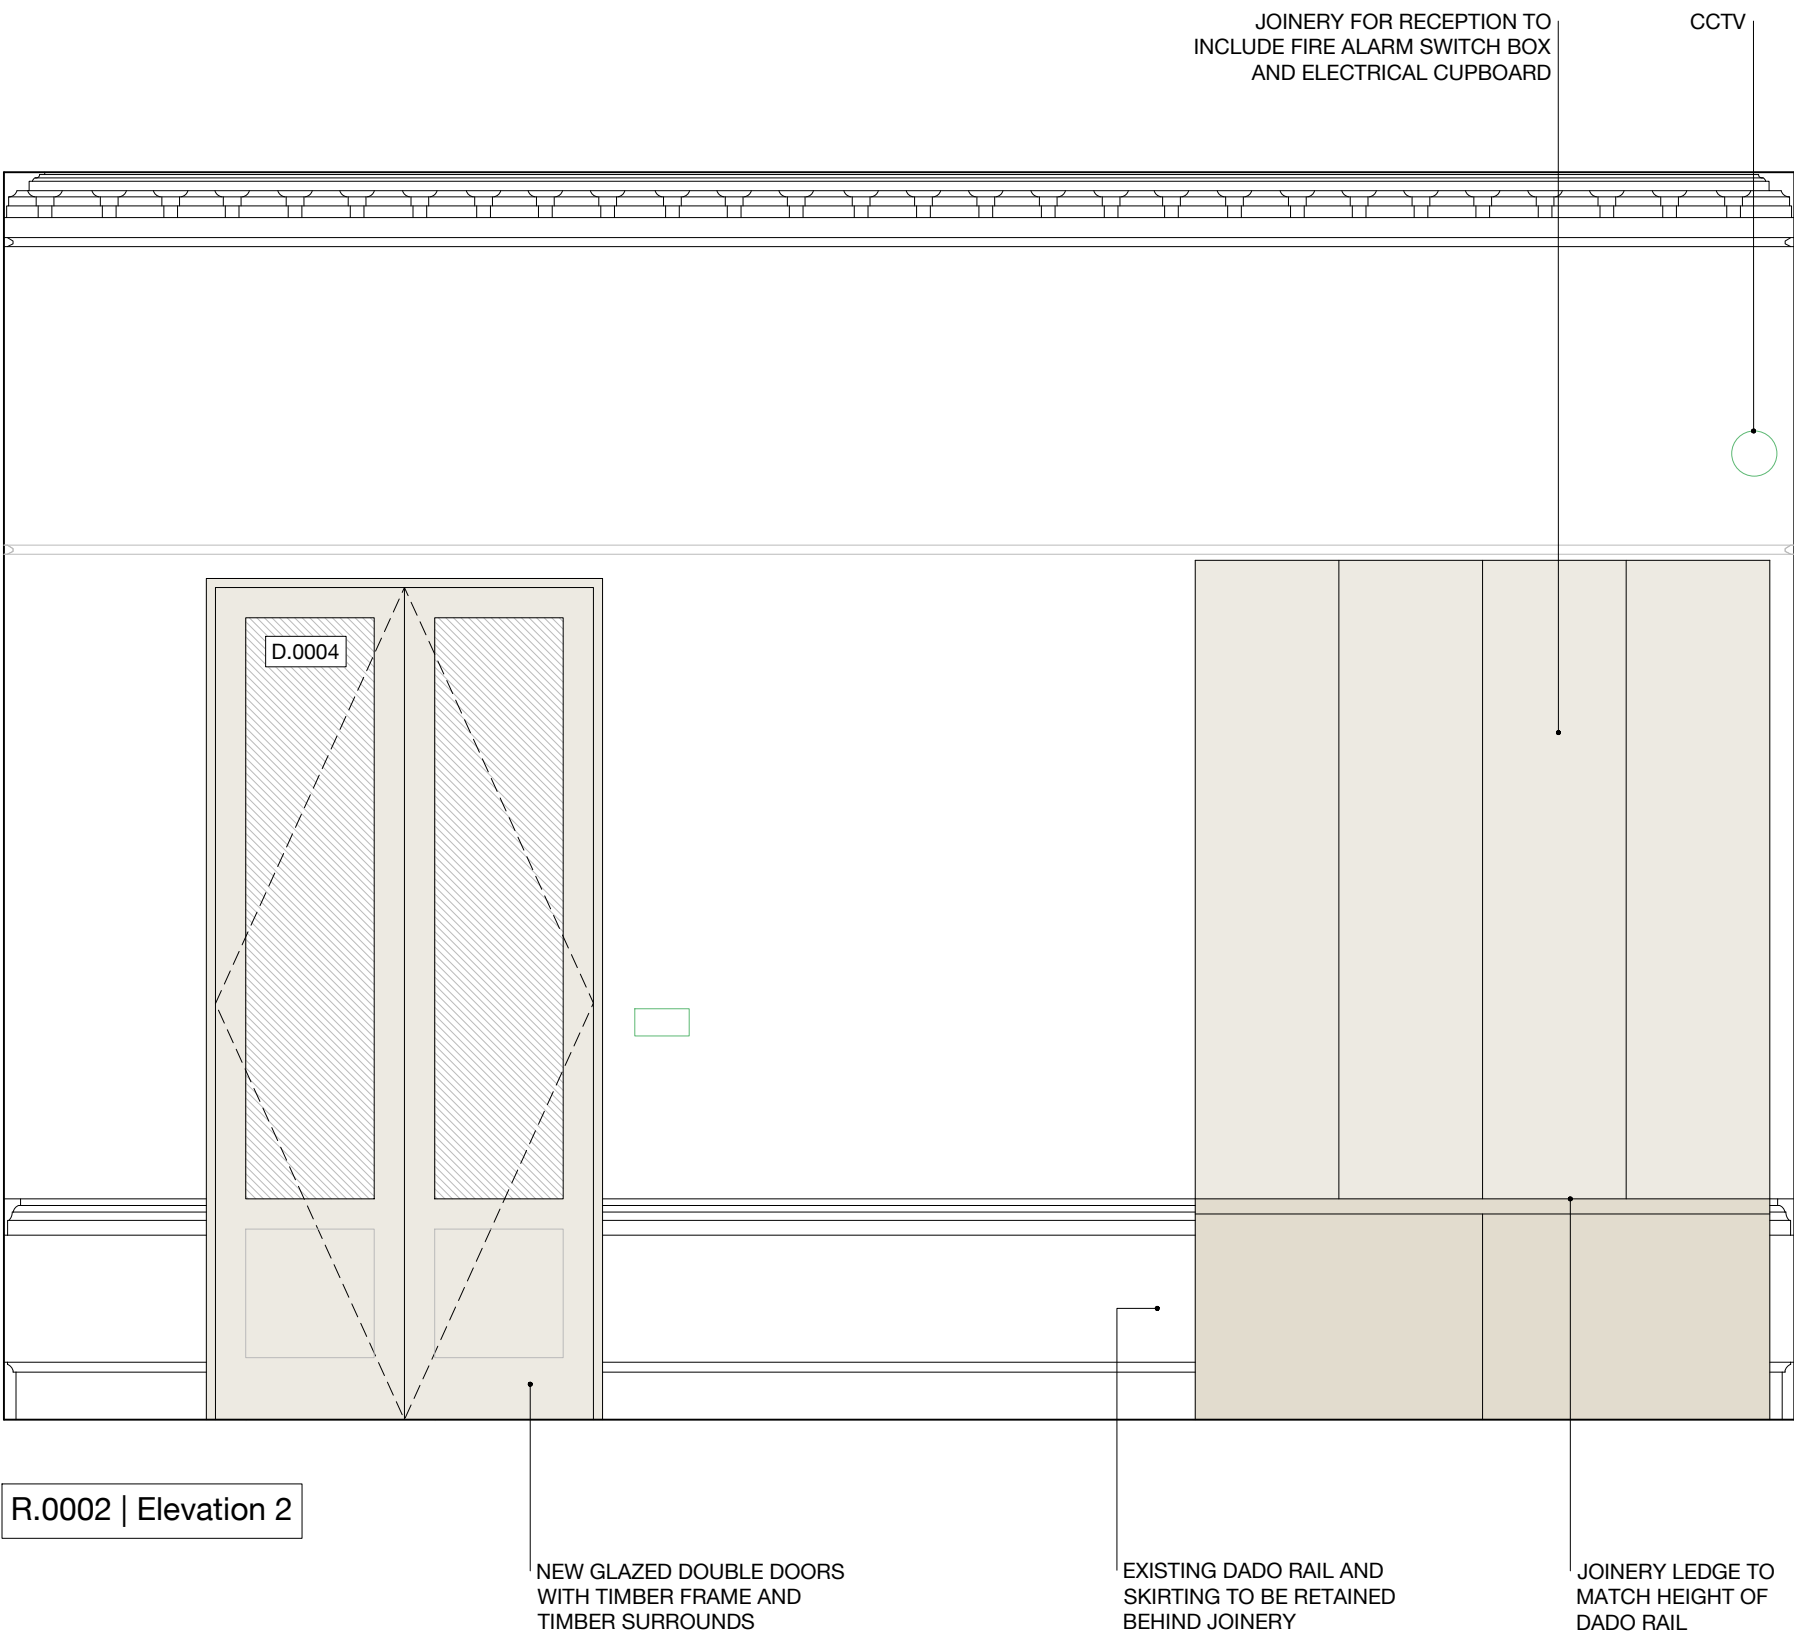 JOINERY FOR RECEPTION TO
INCLUDE FIRE ALARM SWITCH BOX
AND ELECTRICAL CUPBOARD
CCTV
D.0004
R.0002 | Elevation 2
NEW GLAZED DOUBLE DOORS
WITH TIMBER FRAME AND
TIMBER SURROUNDS
EXISTING DADO RAIL AND
SKIRTING TO BE RETAINED
BEHIND JOINERY
JOINERY LEDGE TO
MATCH HEIGHT OF
DADO RAIL